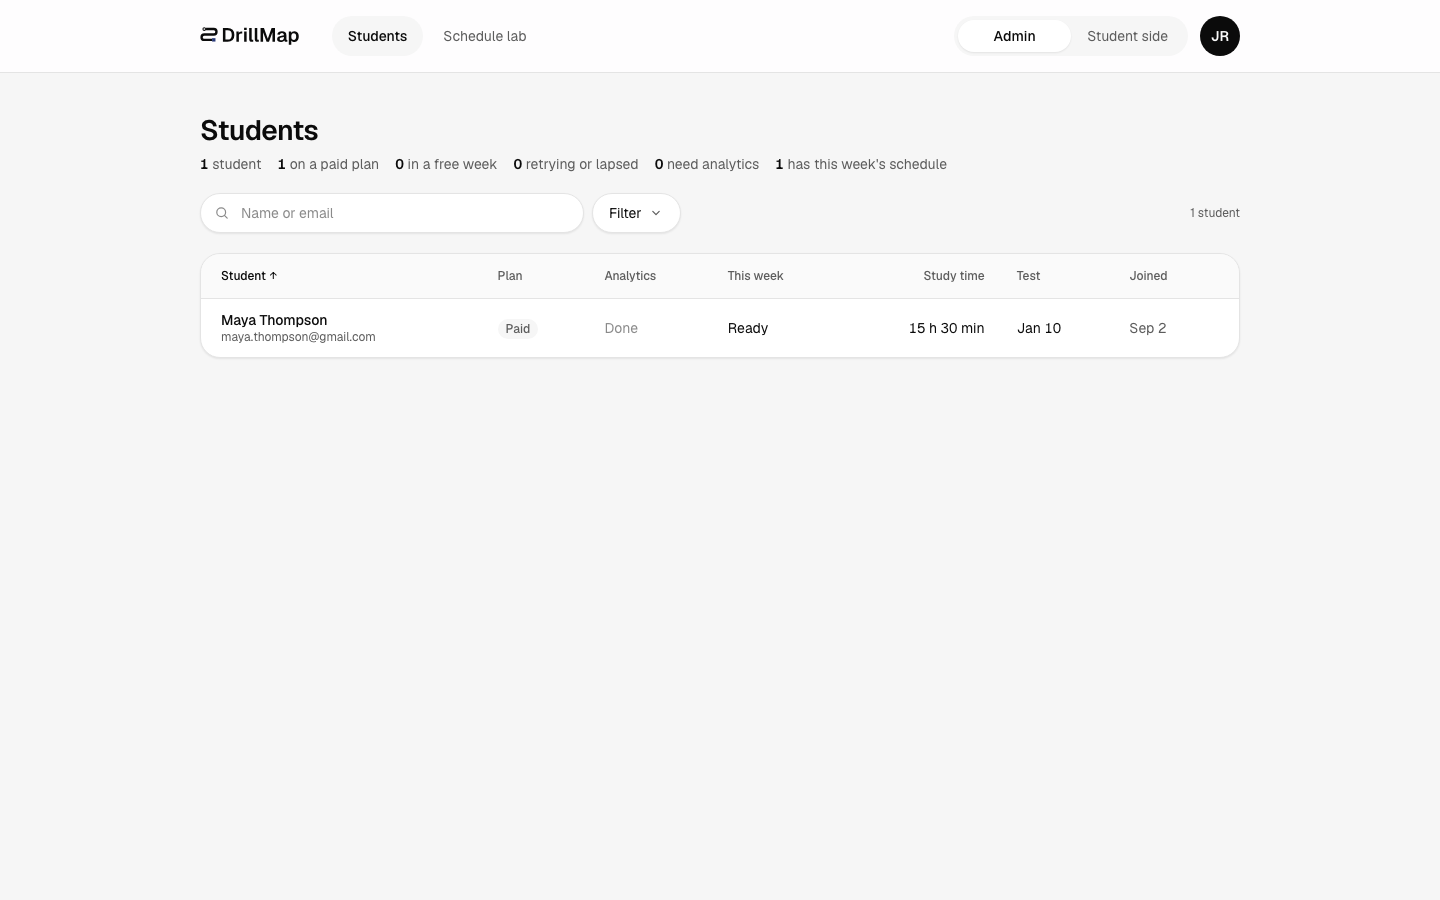 DrillMap Students Schedule lab Admin Student side JR
Students
1 student 1 on a paid plan 0 in a free week 0 retrying or lapsed 0 need analytics 1 has this week's schedule
Name or email Filter 1 student
Student ↑ Plan Analytics This week Study time Test Joined
Maya Thompson
maya.thompson@gmail.com
Paid Done Ready 15 h 30 min Jan 10 Sep 2